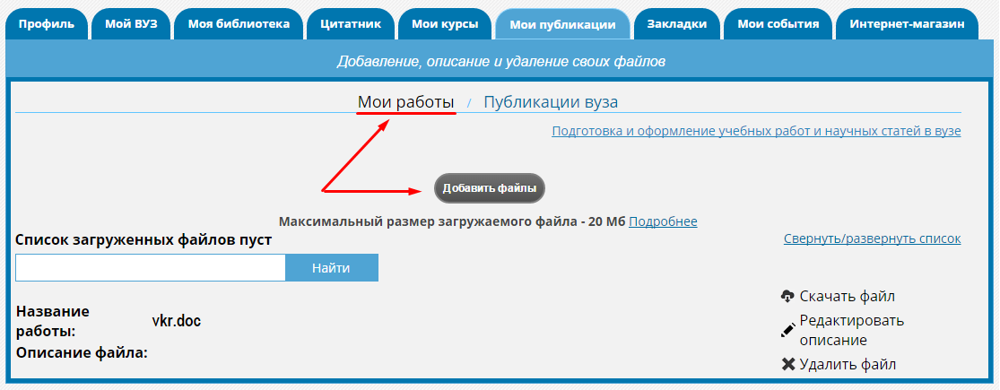 Профиль Мой ВУЗ Моя библиотека Цитатник Мои курсы Мои публикации Закладки Мои события Интернет-магазин
Добавление, описание и удаление своих файлов
Мои работы / Публикации вуза
Подготовка и оформление учебных работ и научных статей в вузе
Добавить файлы
Максимальный размер загружаемого файла - 20 Мб Подробнее
Список загруженных файлов пуст
Свернуть/развернуть список
Найти
Название
работы:
vkr.doc
Описание файла:
Скачать файл
Редактировать
описание
Удалить файл